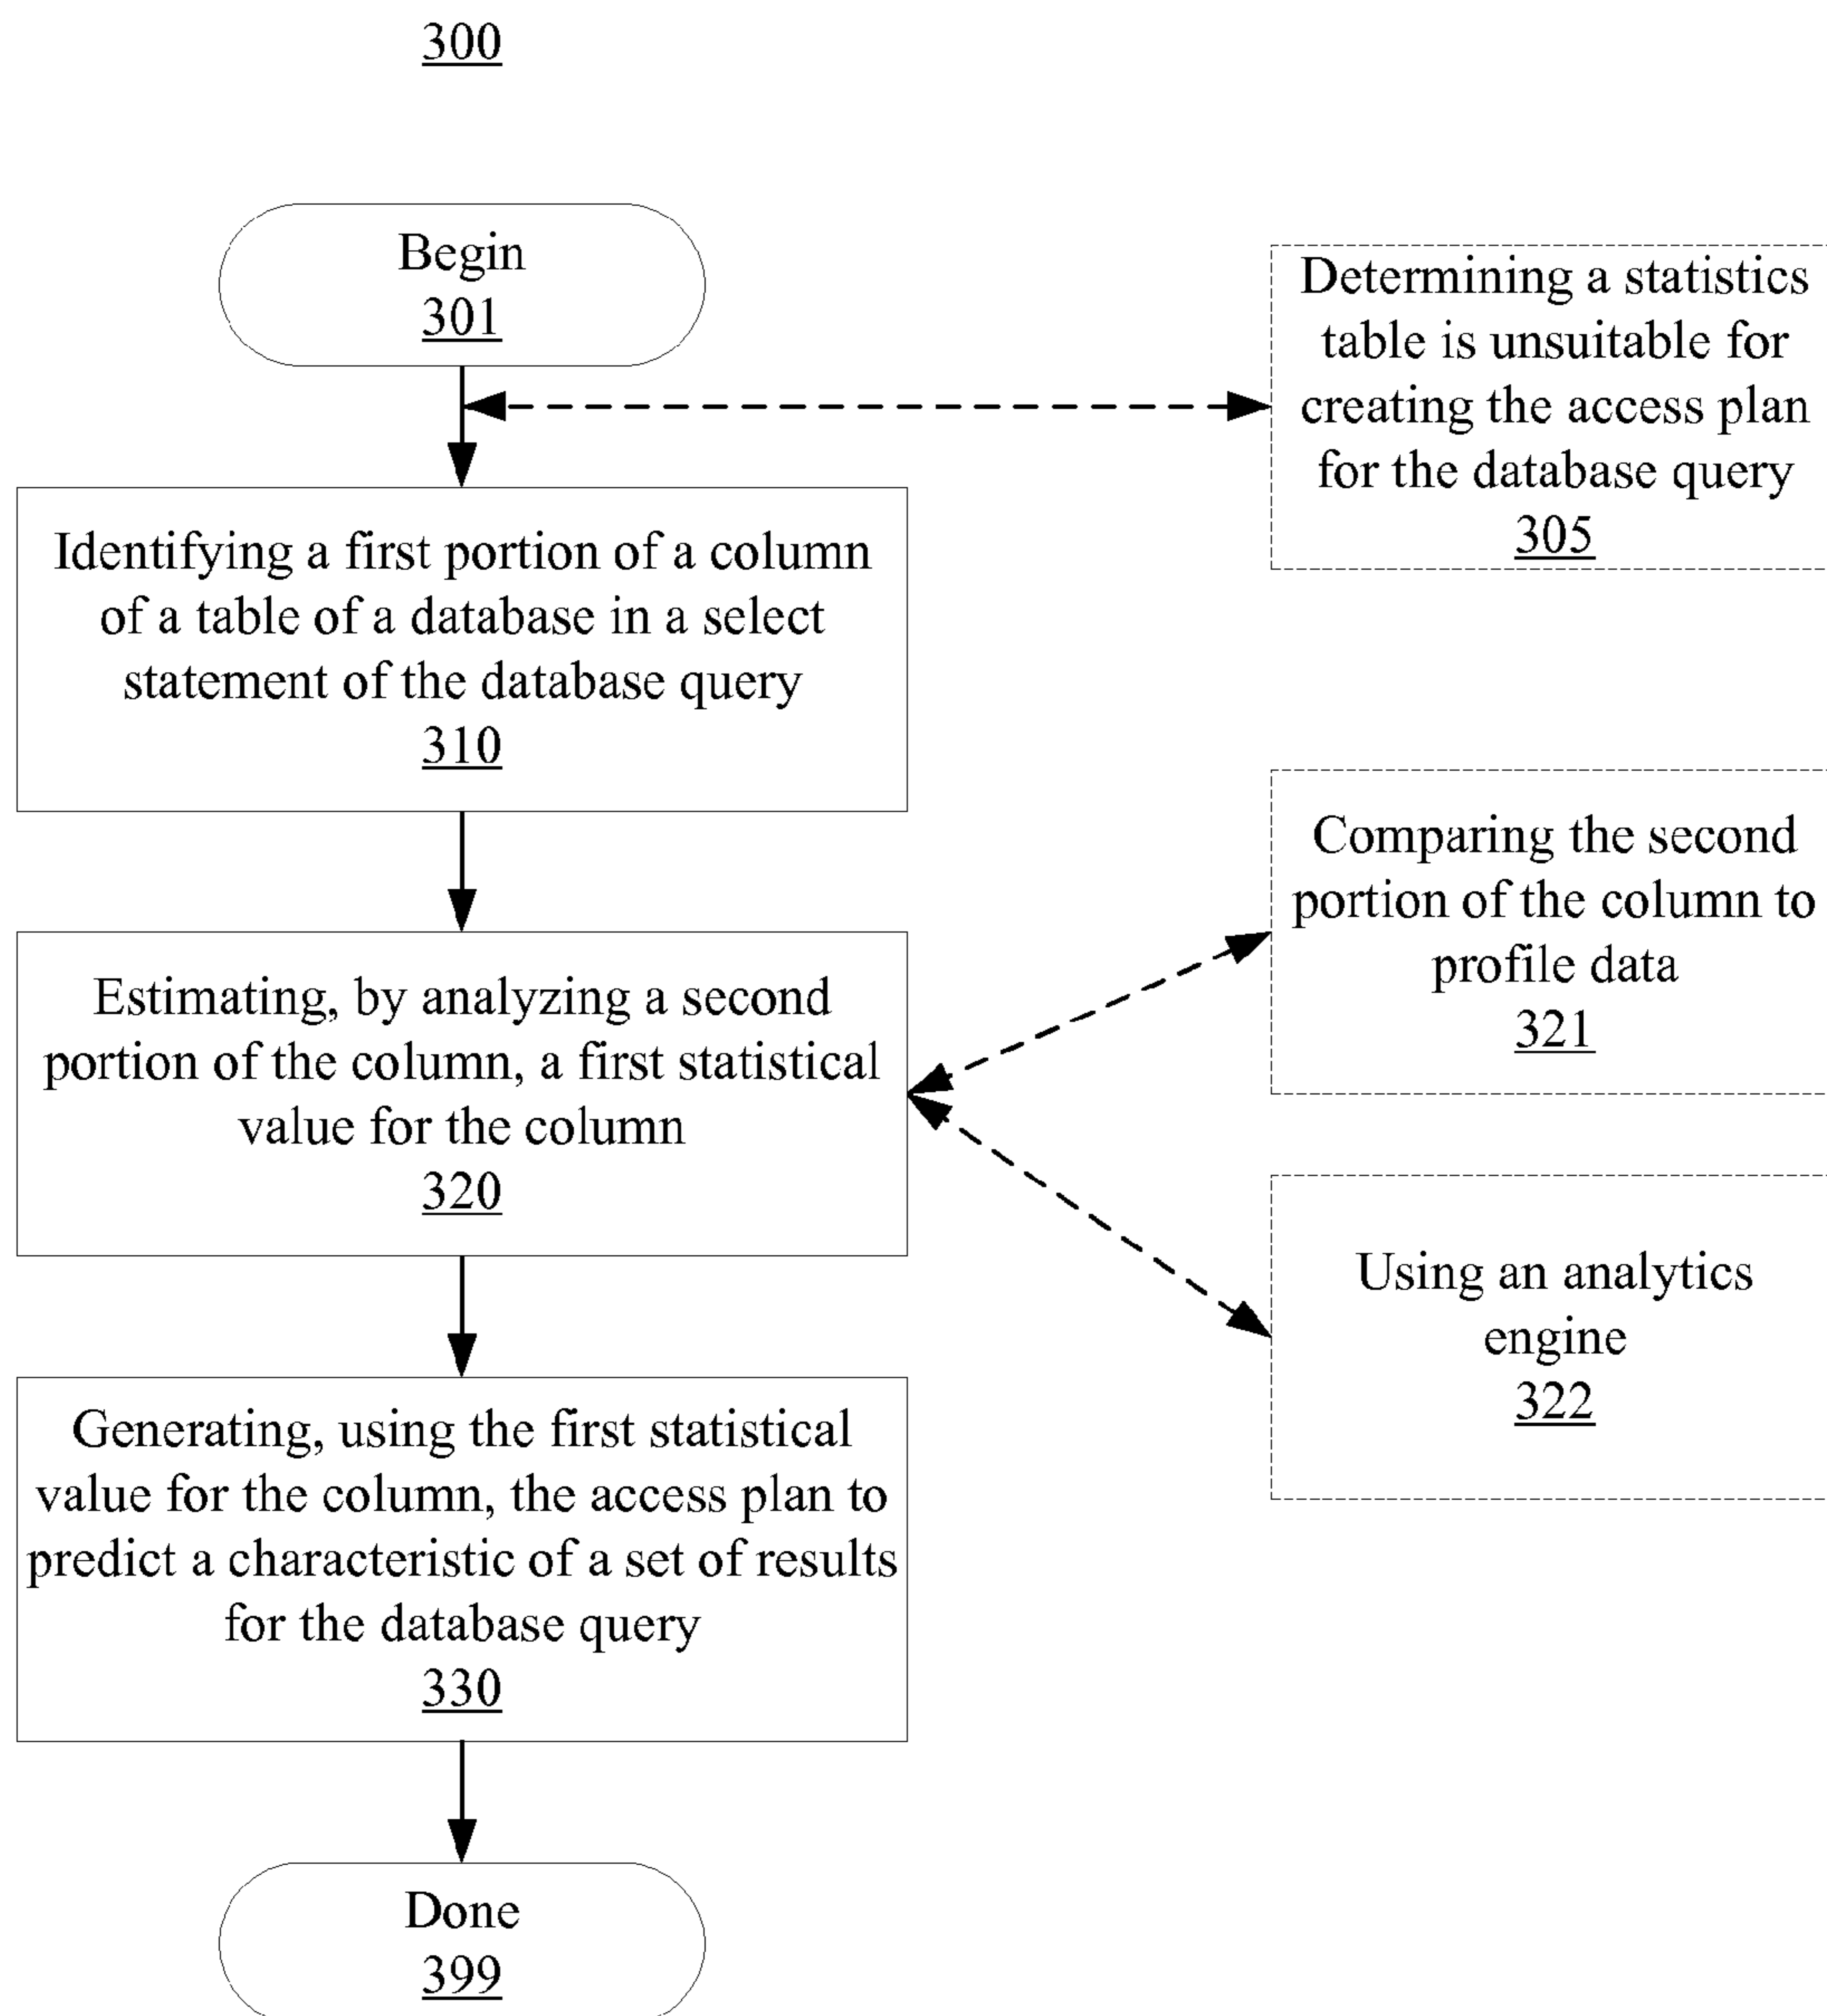 300
Begin
301
Determining a statistics
table is unsuitable for
creating the access plan
for the database query
305
Identifying a first portion of a column
of a table of a database in a select
statement of the database query
310
Comparing the second
portion of the column to
profile data
321
Estimating, by analyzing a second
portion of the column, a first statistical
value for the column
320
Using an analytics
engine
322
Generating, using the first statistical
value for the column, the access plan to
predict a characteristic of a set of results
for the database query
330
Done
399